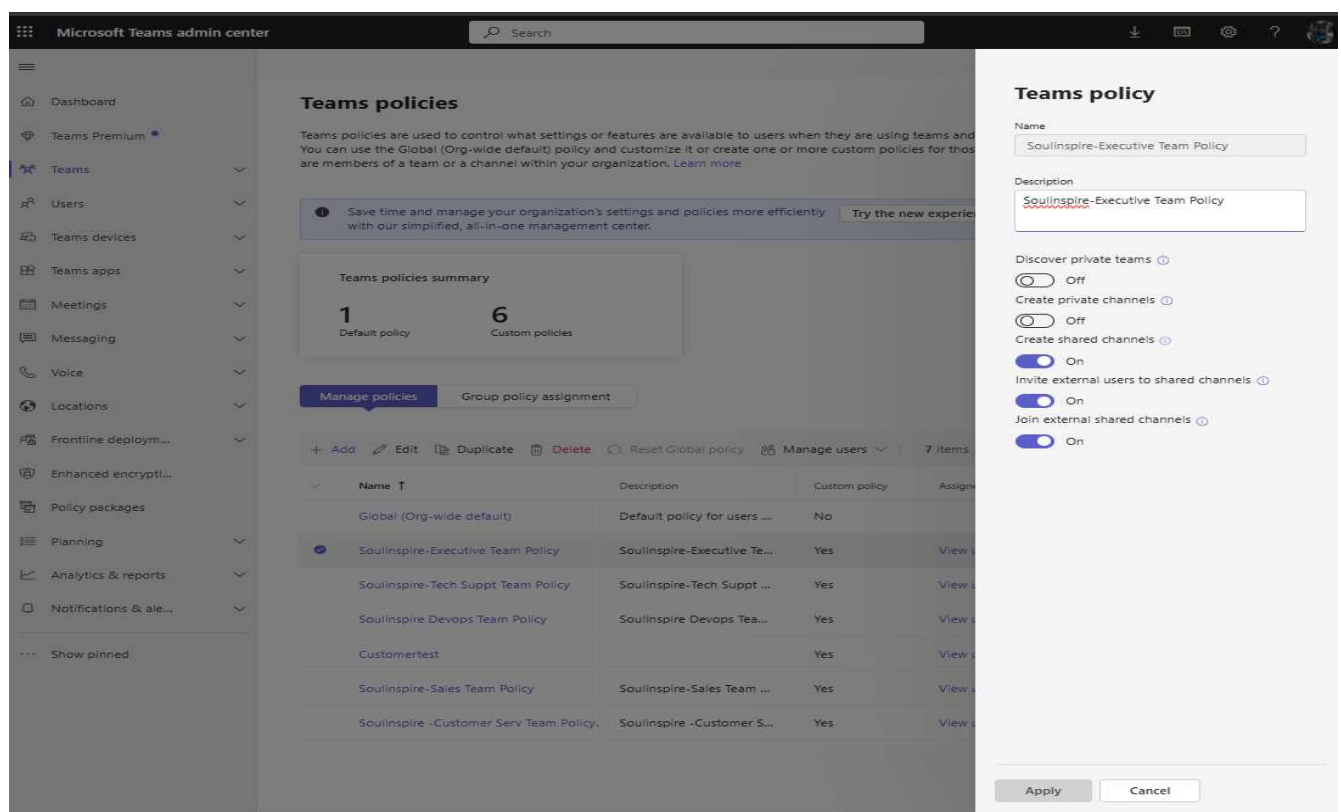 Microsoft Teams admin center
Search
Dashboard
Teams Premium
Teams
Users
Teams devices
Teams apps
Meetings
Messaging
Voice
Locations
Frontline deploym...
Enhanced encrypti...
Policy packages
Planning
Analytics & reports
Notifications & ale...
Show pinned
Teams policies
Teams policies are used to control what settings or features are available to users when they are using teams and
You can use the Global (Org-wide default) policy and customize it or create one or more custom policies for thos
are members of a team or a channel within your organization. Learn more
Save time and manage your organization's settings and policies more efficiently
with our simplified, all-in-one management center.
Try the new experie
Teams policies summary
1 6
Default policy Custom policies
Manage policies Group policy assignment
+ Add Edit Duplicate Delete Reset Global policy Manage users 7 items
Name ↑ Description Custom policy Assigne
Global (Org-wide default) Default policy for users ... No
Soulinspire-Executive Team Policy Soulinspire-Executive Te... Yes View u
Soulinspire-Tech Suppt Team Policy Soulinspire-Tech Suppt ... Yes View u
Soulinspire Devops Team Policy Soulinspire Devops Tea... Yes View u
Customertest Yes View u
Soulinspire-Sales Team Policy Soulinspire-Sales Team ... Yes View u
Soulinspire -Customer Serv Team Policy. Soulinspire -Customer S... Yes View u
Teams policy
Name
Soulinspire-Executive Team Policy
Description
Soulinspire-Executive Team Policy
Discover private teams
Off
Create private channels
Off
Create shared channels
On
Invite external users to shared channels
On
Join external shared channels
On
Apply Cancel